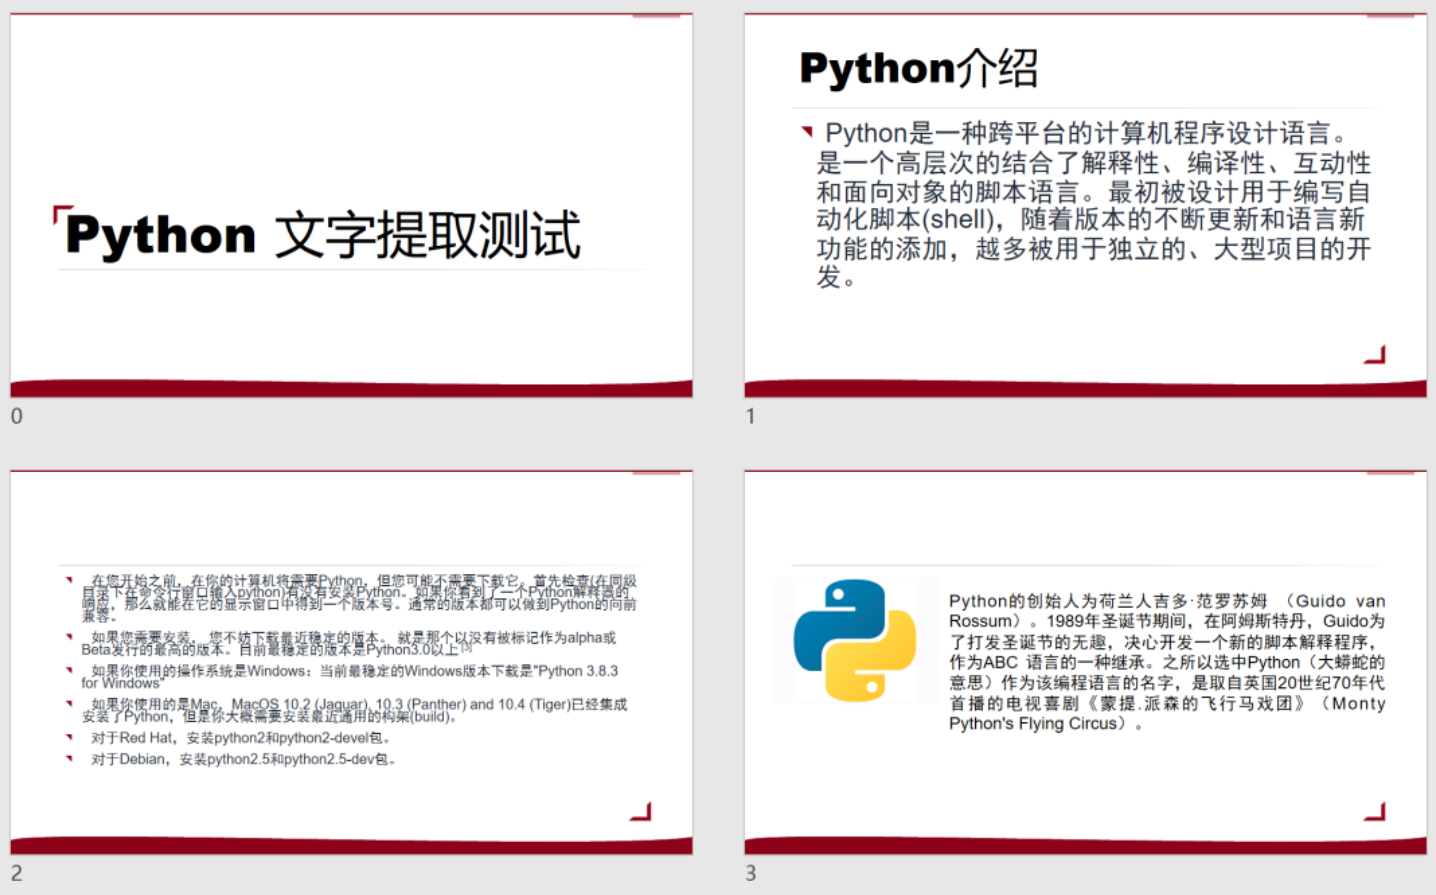 Python 文字提取测试
0
Python介绍
Python是一种跨平台的计算机程序设计语言。
是一个高层次的结合了解释性、编译性、互动性
和面向对象的脚本语言。最初被设计用于编写自
动化脚本(shell)，随着版本的不断更新和语言新
功能的添加，越多被用于独立的、大型项目的开
发。
1
在您开始之前，在你的计算机将需要Python，但您可能不需要下载它。首先检查(在同级
目录下在命令行窗口输入python)有没有安装Python。如果你看到了一个Python解释器的
响应，那么就能在它的显示窗口中得到一个版本号。通常的版本都可以做到Python的向前
兼容。
如果您需要安装， 您不妨下载最近稳定的版本。 就是那个以没有被标记作为alpha或
Beta发行的最高的版本。目前最稳定的版本是Python3.0以上
如果你使用的操作系统是Windows：当前最稳定的Windows版本下载是"Python 3.8.3
for Windows"
如果你使用的是Mac，MacOS 10.2 (Jaguar), 10.3 (Panther) and 10.4 (Tiger)已经集成
安装了Python，但是你大概需要安装最近通用的构架(build)。
对于Red Hat，安装python2和python2-devel包。
对于Debian，安装python2.5和python2.5-dev包。
2
Python的创始人为荷兰人吉多·范罗苏姆 （Guido van
Rossum）。1989年圣诞节期间，在阿姆斯特丹，Guido为
了打发圣诞节的无趣，决心开发一个新的脚本解释程序，
作为ABC 语言的一种继承。之所以选中Python（大蟒蛇的
意思）作为该编程语言的名字，是取自英国20世纪70年代
首播的电视喜剧《蒙提.派森的飞行马戏团》（Monty
Python's Flying Circus）。
3